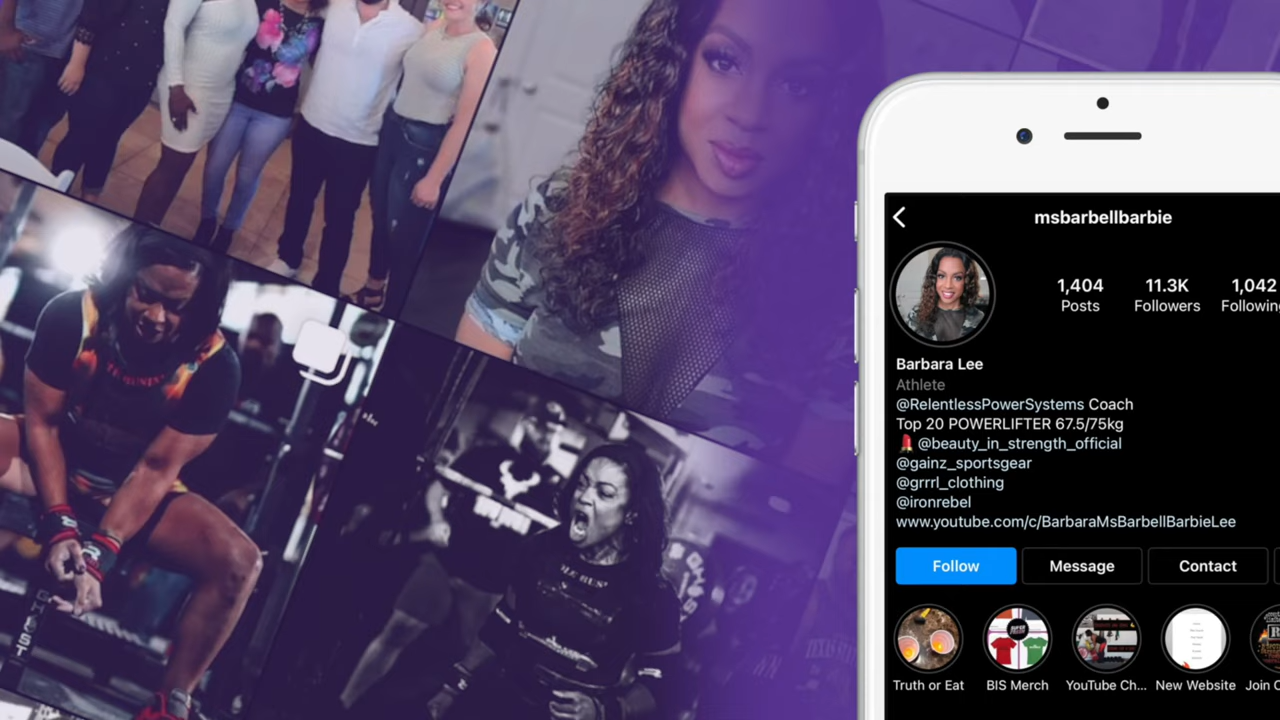 msbarbellbarbie
1,404
11.3K
1,042
Posts
Followers
Following
Barbara Lee
Athlete
@RelentlessPowerSystems Coach
Top 20 POWERLIFTER 67.5/75kg
💄 @beauty_in_strength_official
@gainz_sportsgear
@grrrl_clothing
@ironrebel
www.youtube.com/c/BarbaraMsBarbellBarbieLee
Follow
Message
Contact
Truth or Eat
BIS Merch
YouTube Ch...
New Website
Join